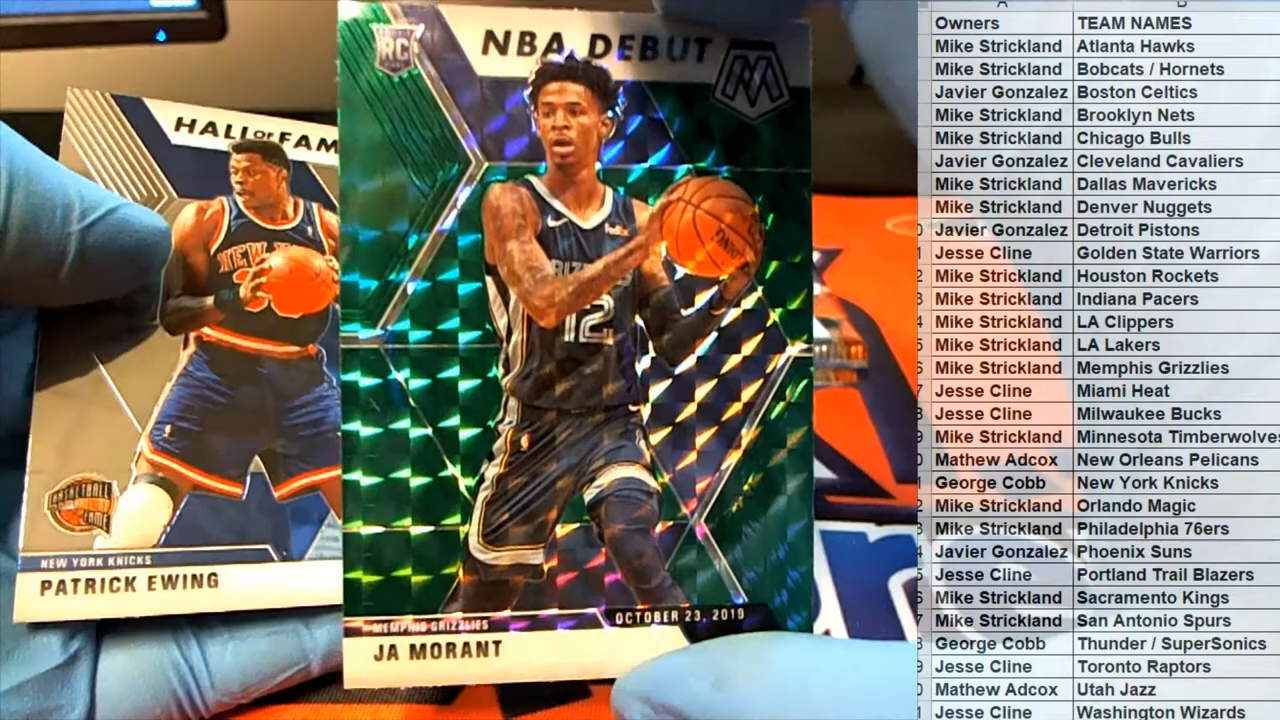 HALL OF FAM
NEW YORK KNICKS
PATRICK EWING
RC
NBA DEBUT
12
OCTOBER 23, 2019
MEMPHIS GRIZZLIES
JA MORANT
Owners TEAM NAMES
Mike Strickland Atlanta Hawks
Mike Strickland Bobcats / Hornets
Javier Gonzalez Boston Celtics
Mike Strickland Brooklyn Nets
Mike Strickland Chicago Bulls
Javier Gonzalez Cleveland Cavaliers
Mike Strickland Dallas Mavericks
Mike Strickland Denver Nuggets
Javier Gonzalez Detroit Pistons
Jesse Cline Golden State Warriors
Mike Strickland Houston Rockets
Mike Strickland Indiana Pacers
Mike Strickland LA Clippers
Mike Strickland LA Lakers
Mike Strickland Memphis Grizzlies
Jesse Cline Miami Heat
Jesse Cline Milwaukee Bucks
Mike Strickland Minnesota Timberwolves
Mathew Adcox New Orleans Pelicans
George Cobb New York Knicks
Mike Strickland Orlando Magic
Mike Strickland Philadelphia 76ers
Javier Gonzalez Phoenix Suns
Jesse Cline Portland Trail Blazers
Mike Strickland Sacramento Kings
Mike Strickland San Antonio Spurs
George Cobb Thunder / SuperSonics
Jesse Cline Toronto Raptors
Mathew Adcox Utah Jazz
Jesse Cline Washington Wizards